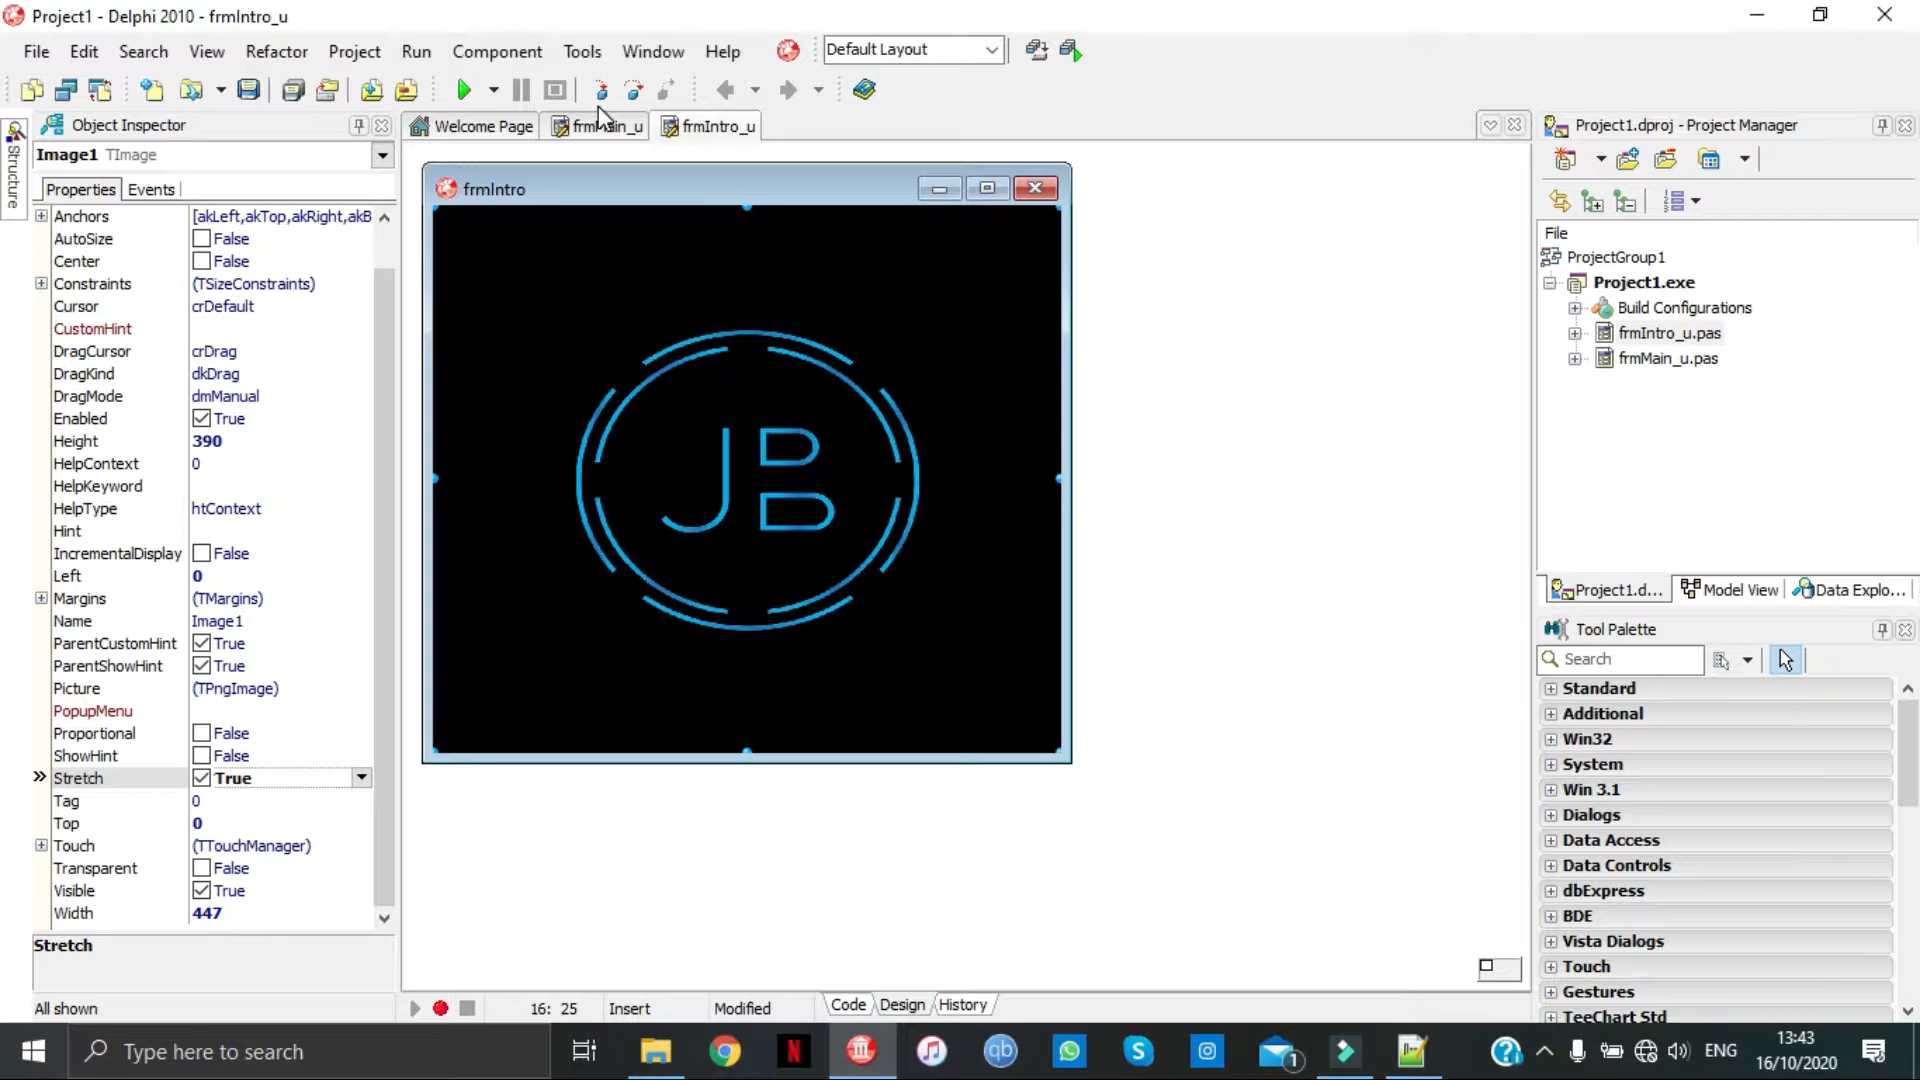 Project1 - Delphi 2010 - frmIntro_u
File Edit Search View Refactor Project Run Component Tools Window Help
Default Layout
Structure
Object Inspector
Image1 TImage
Properties Events
Anchors [akLeft,akTop,akRight,akB
AutoSize False
Center False
Constraints (TSizeConstraints)
Cursor crDefault
CustomHint
DragCursor crDrag
DragKind dkDrag
DragMode dmManual
Enabled True
Height 390
HelpContext 0
HelpKeyword
HelpType htContext
Hint
IncrementalDisplay False
Left 0
Margins (TMargins)
Name Image1
ParentCustomHint True
ParentShowHint True
Picture (TPngImage)
PopupMenu
Proportional False
ShowHint False
Stretch True
Tag 0
Top 0
Touch (TTouchManager)
Transparent False
Visible True
Width 447
Stretch
All shown
Welcome Page frmMain_u frmIntro_u
frmIntro
JB
16: 25 Insert Modified Code Design History
Project1.dproj - Project Manager
File
ProjectGroup1
Project1.exe
Build Configurations
frmIntro_u.pas
frmMain_u.pas
Project1.d... Model View Data Explo...
Tool Palette
Search
Standard
Additional
Win32
System
Win 3.1
Dialogs
Data Access
Data Controls
dbExpress
BDE
Vista Dialogs
Touch
Gestures
TeeChart Std
Type here to search
N
qb
1
ENG
13:43
16/10/2020